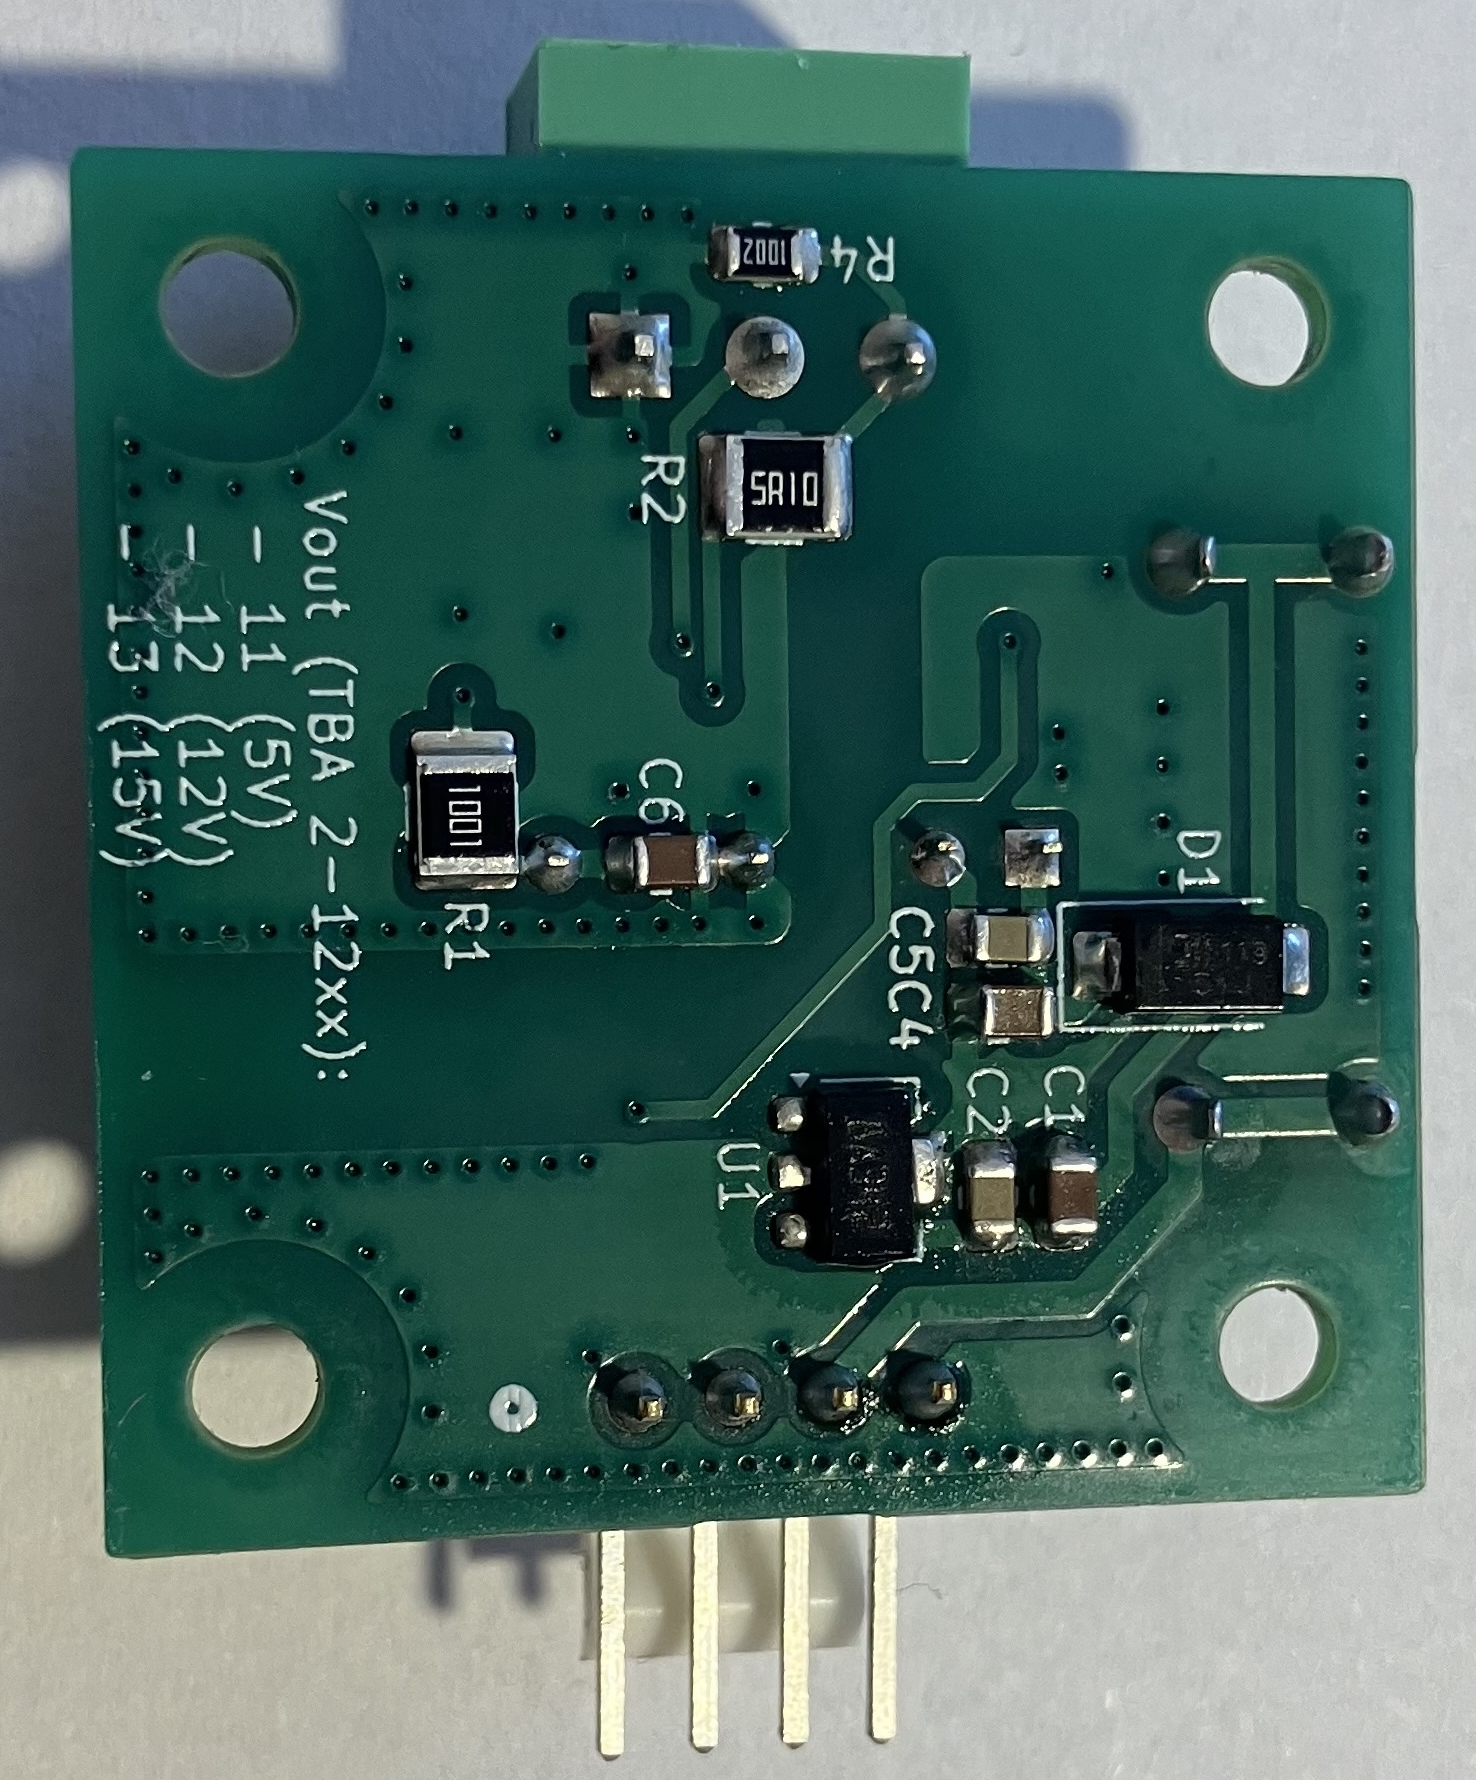 R4
2001
R2
5R10
Vout (TBA 2-12xx):
- 11 (5V)
- 12 (12V)
- 13 (15V)
1001
R1
C6
D1
C5C4
C2
C1
U1